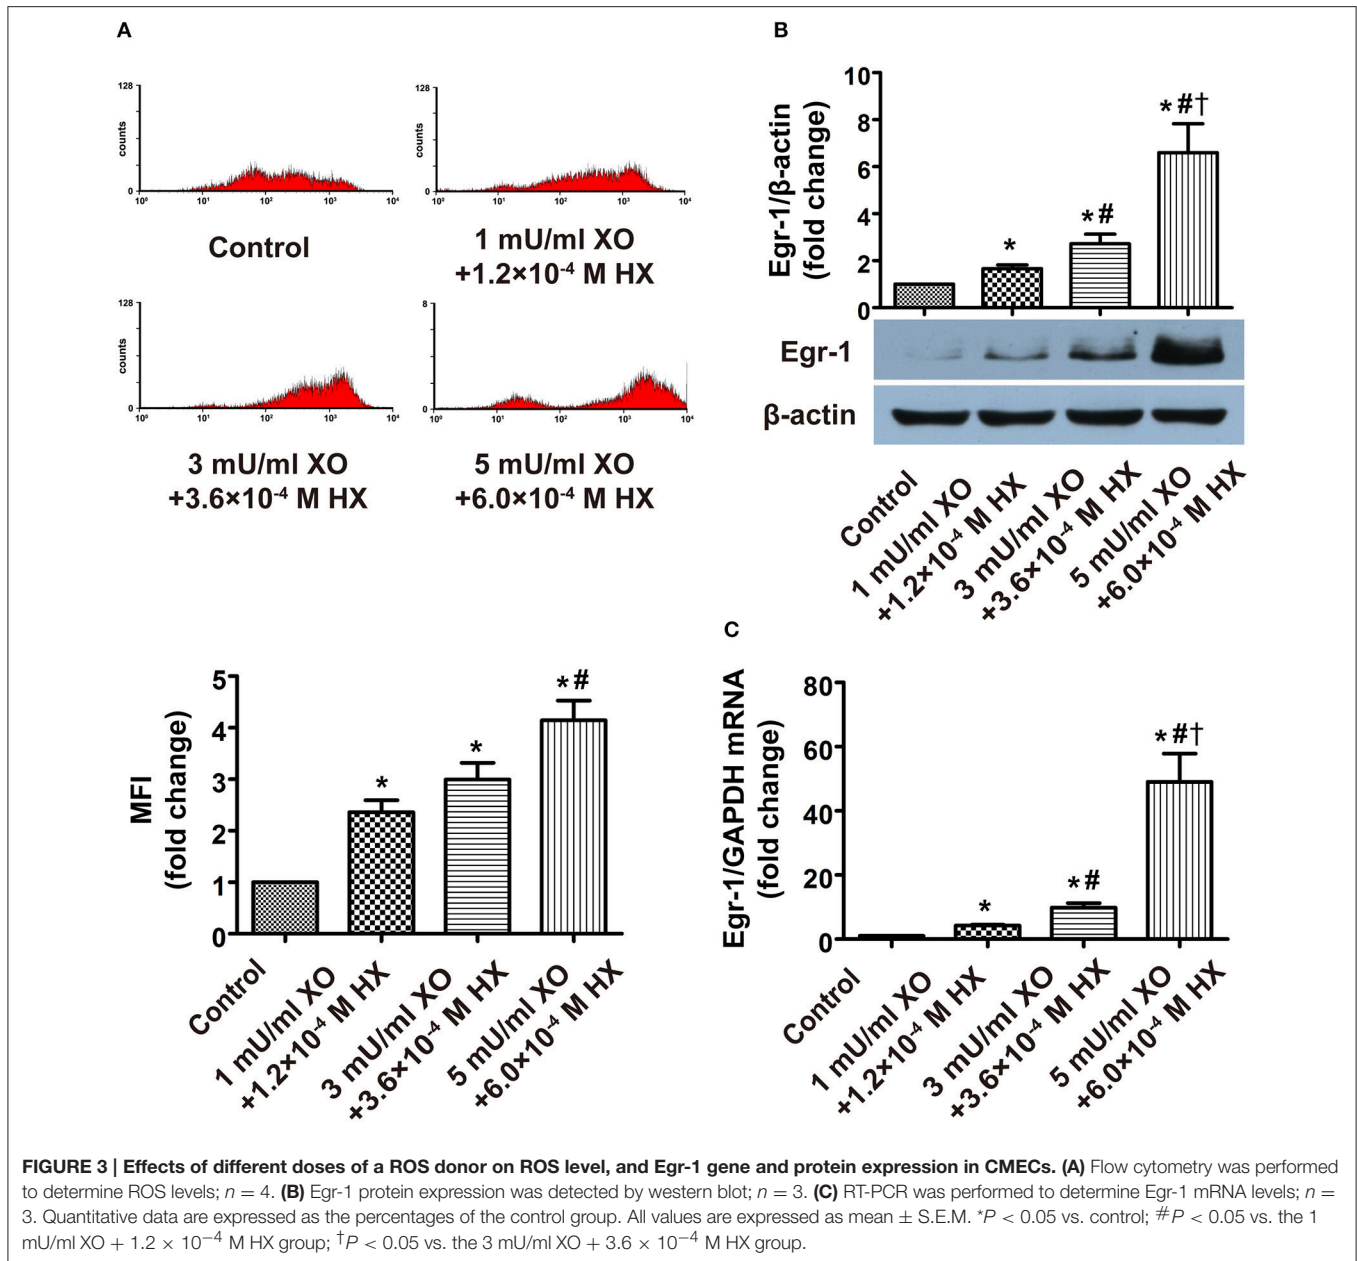 A
128
counts
0
10⁰ 10¹ 10² 10³ 10⁴
Control
128
counts
0
10⁰ 10¹ 10² 10³ 10⁴
1 mU/ml XO
+1.2×10⁻⁴ M HX
128
counts
0
10⁰ 10¹ 10² 10³ 10⁴
3 mU/ml XO
+3.6×10⁻⁴ M HX
8
counts
0
10⁰ 10¹ 10² 10³ 10⁴
5 mU/ml XO
+6.0×10⁻⁴ M HX
MFI
(fold change)
5
4
3
2
1
0
*
*
*#
Control
1 mU/ml XO
+1.2×10⁻⁴ M HX
3 mU/ml XO
+3.6×10⁻⁴ M HX
5 mU/ml XO
+6.0×10⁻⁴ M HX
B
Egr-1/β-actin
(fold change)
10
8
6
4
2
0
*
*#
*#†
Egr-1
β-actin
Control
1 mU/ml XO
+1.2×10⁻⁴ M HX
3 mU/ml XO
+3.6×10⁻⁴ M HX
5 mU/ml XO
+6.0×10⁻⁴ M HX
C
Egr-1/GAPDH mRNA
(fold change)
80
60
40
20
0
*
*#
*#†
Control
1 mU/ml XO
+1.2×10⁻⁴ M HX
3 mU/ml XO
+3.6×10⁻⁴ M HX
5 mU/ml XO
+6.0×10⁻⁴ M HX
FIGURE 3 | Effects of different doses of a ROS donor on ROS level, and Egr-1 gene and protein expression in CMECs. (A) Flow cytometry was performed
to determine ROS levels; n = 4. (B) Egr-1 protein expression was detected by western blot; n = 3. (C) RT-PCR was performed to determine Egr-1 mRNA levels; n =
3. Quantitative data are expressed as the percentages of the control group. All values are expressed as mean ± S.E.M. *P < 0.05 vs. control; #P < 0.05 vs. the 1
mU/ml XO + 1.2 × 10⁻⁴ M HX group; †P < 0.05 vs. the 3 mU/ml XO + 3.6 × 10⁻⁴ M HX group.